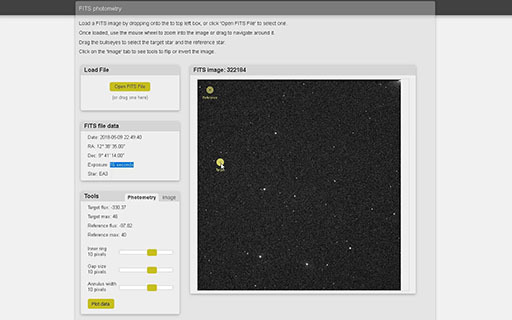 FITS photometry
Load a FITS image by dropping onto the to top left box, or click "Open FITS File" to select one.
Once loaded, use the mouse wheel to zoom into the image or drag to navigate around it.
Drag the bullseyes to select the target star and the reference star.
Click on the 'Image' tab to see tools to flip or invert the image.
Load File
Open FITS File
(or drag one here)
FITS file data
Date: 2018-05-09 22:49:40
RA: 12° 38' 35.00"
Dec: 9° 41' 14.00"
Exposure: seconds
Star: EA3
Tools
Photometry
Image
Target flux: -330.37
Target max: 48
Reference flux: -97.82
Reference max: 40
Inner ring
10 pixels
Gap size
10 pixels
Annulus width
10 pixels
Plot data
FITS image: 322184
Reference
Target